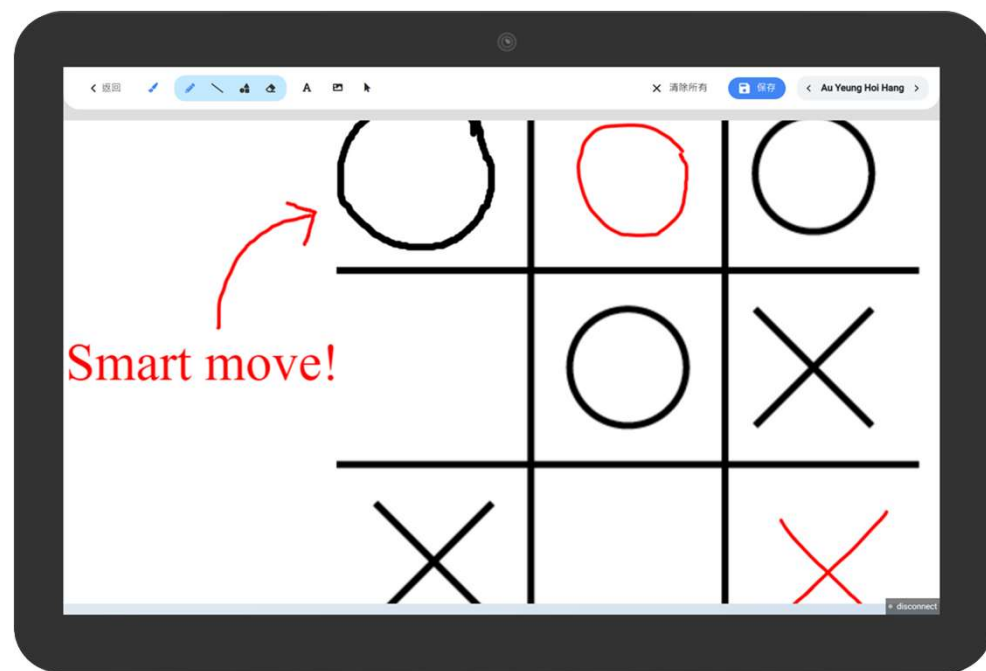 返回 A 清除所有 保存 Au Yeung Hoi Hang
Smart move!
disconnect